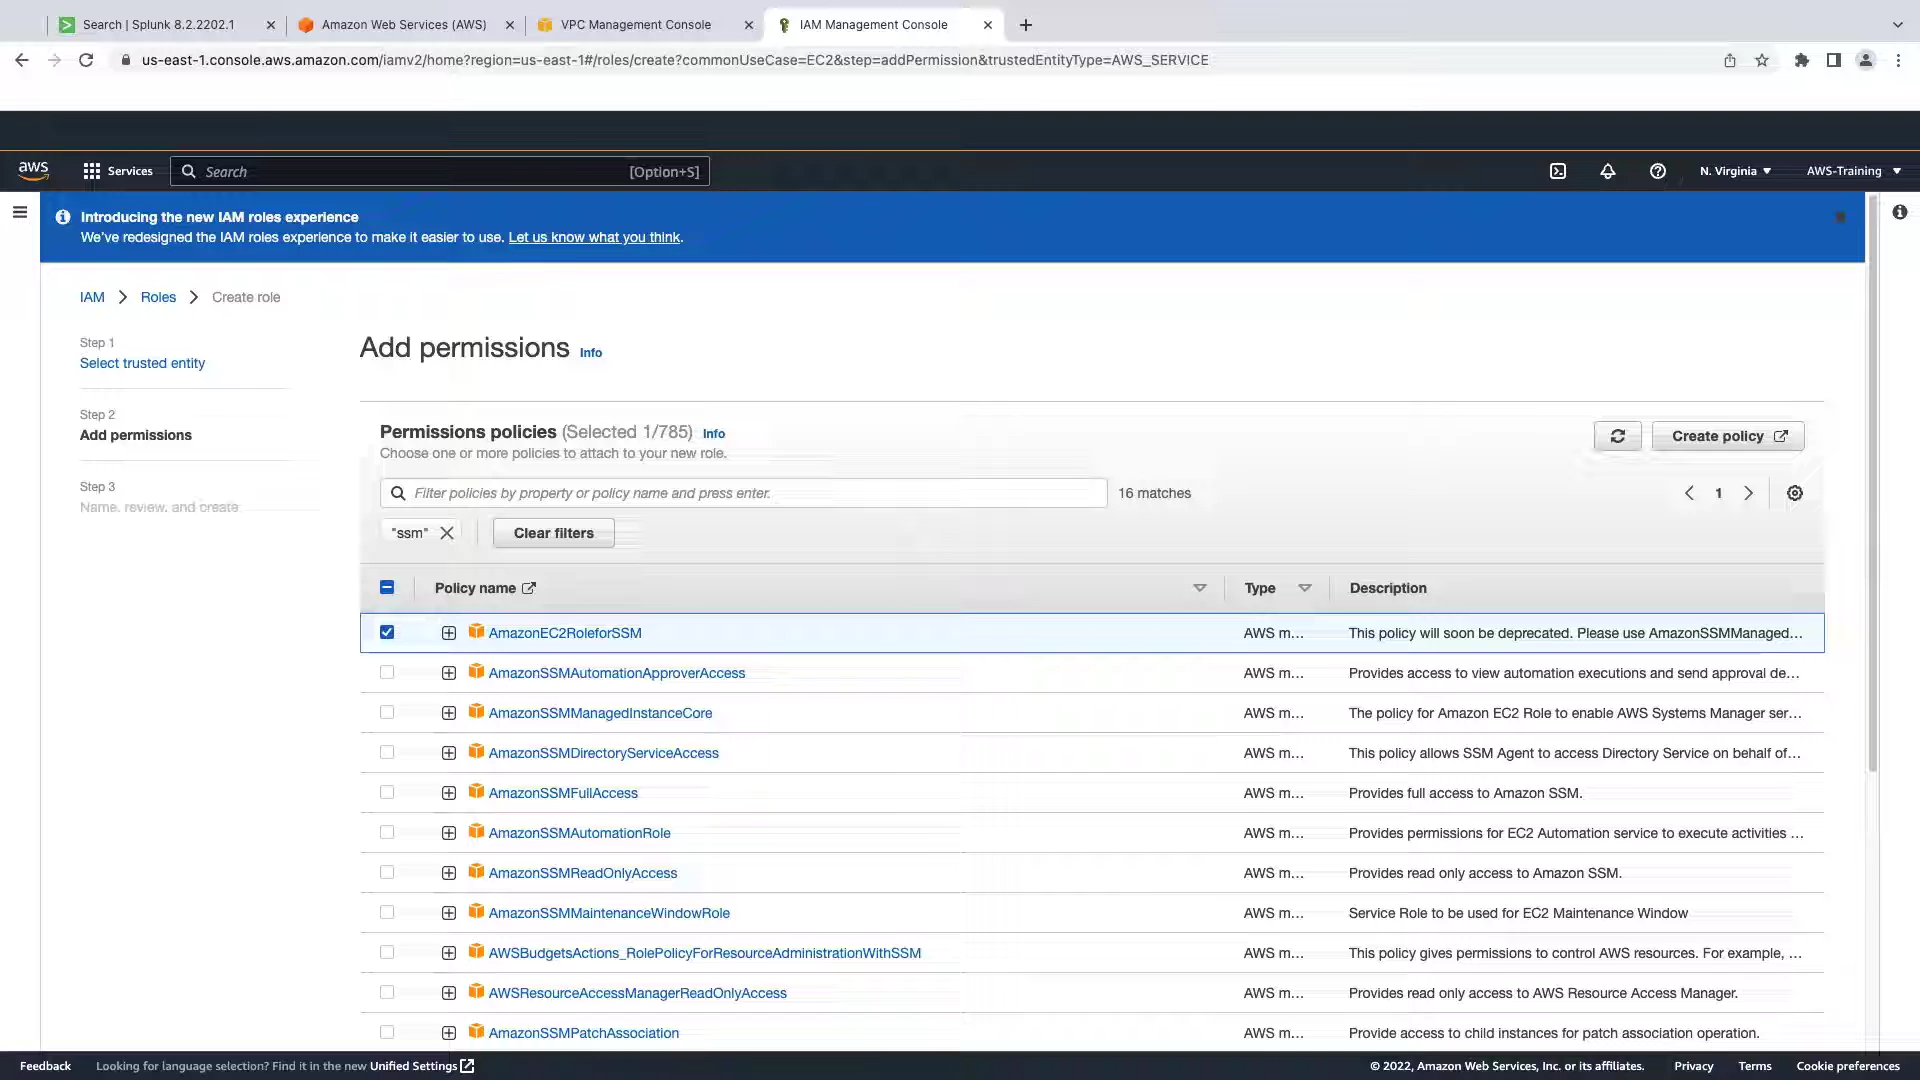 Search | Splunk 8.2.2202.1
Amazon Web Services (AWS)
VPC Management Console
IAM Management Console
us-east-1.console.aws.amazon.com/iamv2/home?region=us-east-1#/roles/create?commonUseCase=EC2&step=addPermission&trustedEntityType=AWS_SERVICE
aws
Services
Search
[Option+S]
N. Virginia
AWS-Training
Introducing the new IAM roles experience
We've redesigned the IAM roles experience to make it easier to use. Let us know what you think.
IAM
Roles
Create role
Step 1
Select trusted entity
Step 2
Add permissions
Step 3
Name, review, and create
Add permissions Info
Permissions policies (Selected 1/785) Info
Choose one or more policies to attach to your new role.
Create policy
Filter policies by property or policy name and press enter.
16 matches
1
"ssm"
Clear filters
Policy name
Type
Description
AmazonEC2RoleforSSM AWS m... This policy will soon be deprecated. Please use AmazonSSMManaged...
AmazonSSMAutomationApproverAccess AWS m... Provides access to view automation executions and send approval de...
AmazonSSMManagedInstanceCore AWS m... The policy for Amazon EC2 Role to enable AWS Systems Manager ser...
AmazonSSMDirectoryServiceAccess AWS m... This policy allows SSM Agent to access Directory Service on behalf of...
AmazonSSMFullAccess AWS m... Provides full access to Amazon SSM.
AmazonSSMAutomationRole AWS m... Provides permissions for EC2 Automation service to execute activities ...
AmazonSSMReadOnlyAccess AWS m... Provides read only access to Amazon SSM.
AmazonSSMMaintenanceWindowRole AWS m... Service Role to be used for EC2 Maintenance Window
AWSBudgetsActions_RolePolicyForResourceAdministrationWithSSM AWS m... This policy gives permissions to control AWS resources. For example, ...
AWSResourceAccessManagerReadOnlyAccess AWS m... Provides read only access to AWS Resource Access Manager.
AmazonSSMPatchAssociation AWS m... Provide access to child instances for patch association operation.
Feedback
Looking for language selection? Find it in the new Unified Settings
© 2022, Amazon Web Services, Inc. or its affiliates.
Privacy
Terms
Cookie preferences